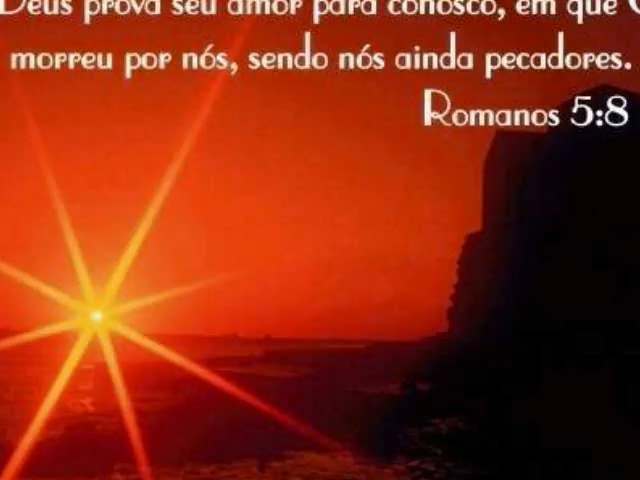 Deus prova seu amor para conosco, em que
morreu por nós, sendo nós ainda pecadores.
Romanos 5:8